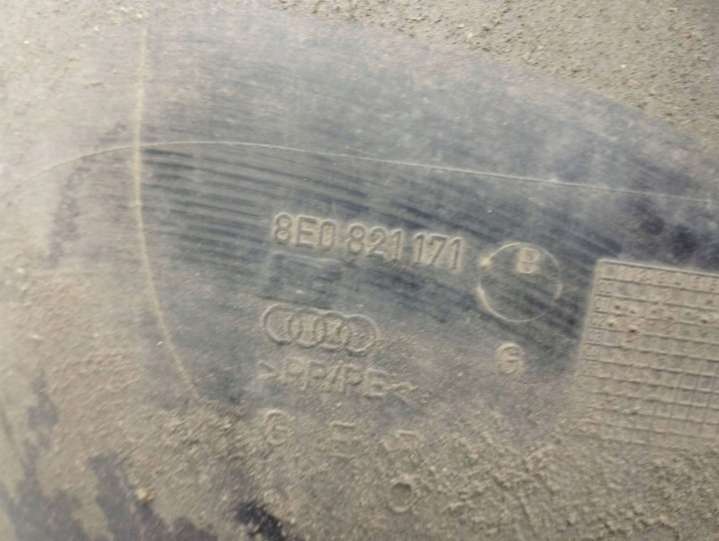 8E0 821 171 B
G
>PP/PE<
G E R